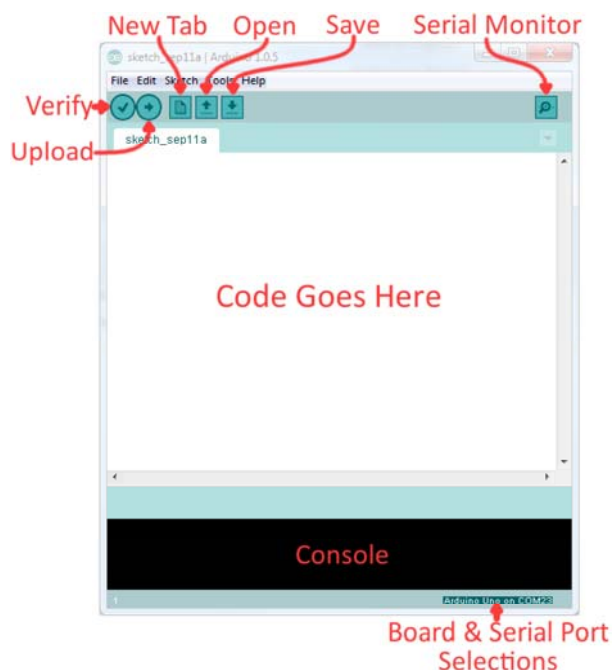 New Tab Open Save Serial Monitor
sketch_sep11a | Arduino 1.0.5
File Edit Sketch Tools Help
Verify
Upload
sketch_sep11a
Code Goes Here
Console
1
Arduino Uno on COM23
Board & Serial Port
Selections